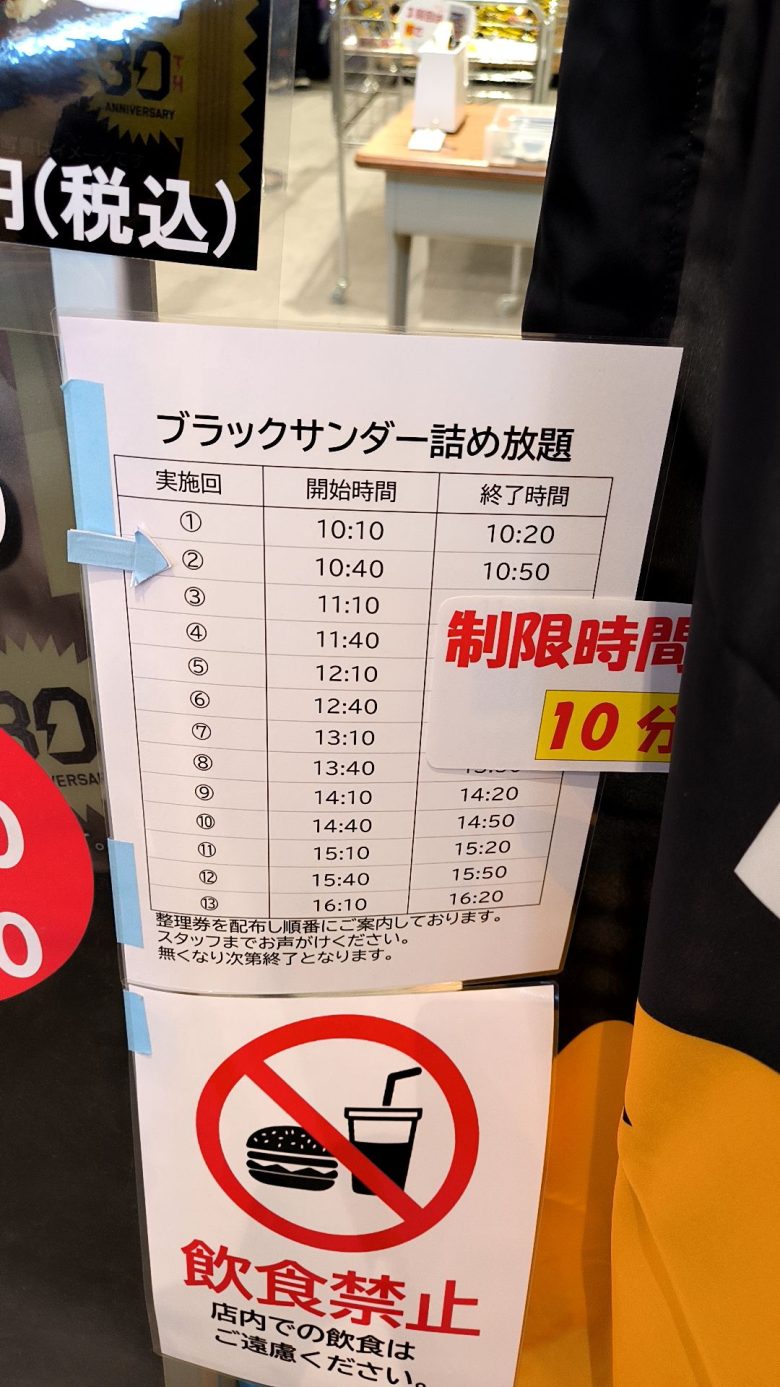 30TH
ANNIVERSARY
円(税込)
ブラックサンダー詰め放題
実施回 開始時間 終了時間
① 10:10 10:20
② 10:40 10:50
③ 11:10
④ 11:40
⑤ 12:10
⑥ 12:40
⑦ 13:10
⑧ 13:40
⑨ 14:10 14:20
⑩ 14:40 14:50
⑪ 15:10 15:20
⑫ 15:40 15:50
⑬ 16:10 16:20
制限時間
10分
整理券を配布し順番にご案内しております。
スタッフまでお声がけください。
無くなり次第終了となります。
飲食禁止
店内での飲食は
ご遠慮ください。